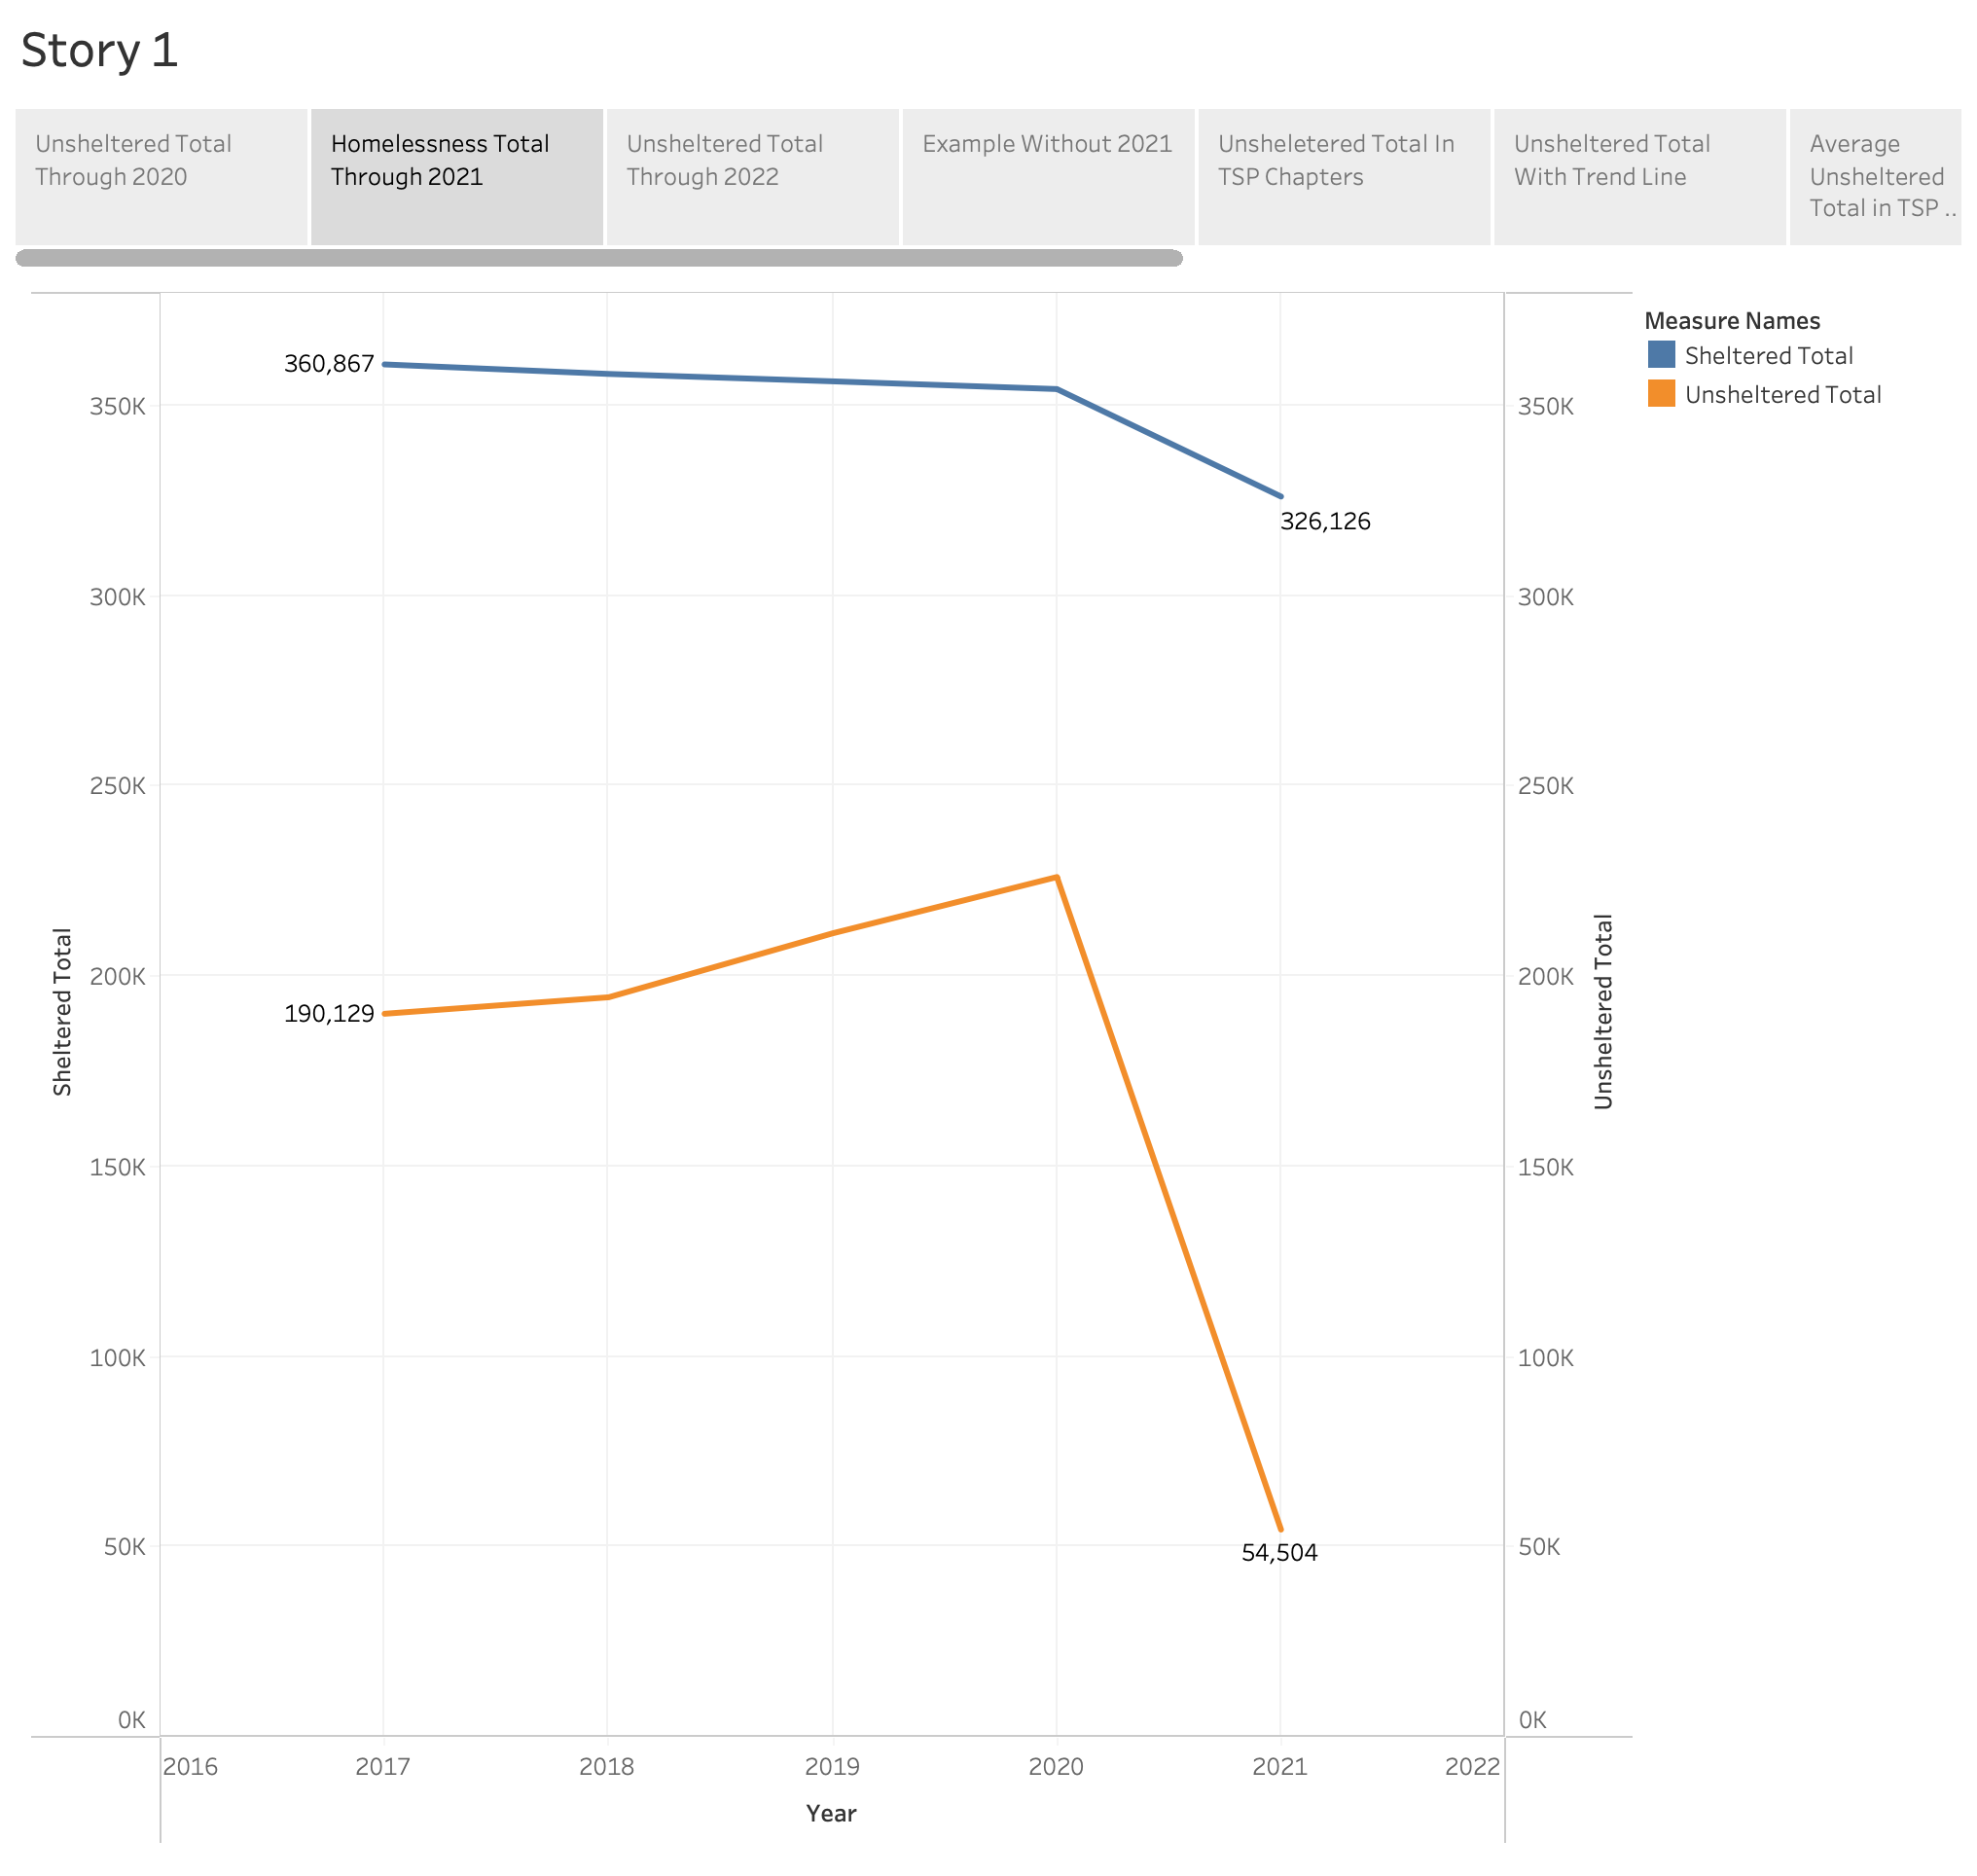 Story 1
Unsheltered Total
Through 2020
Homelessness Total
Through 2021
Unsheltered Total
Through 2022
Example Without 2021
Unsheletered Total In
TSP Chapters
Unsheltered Total
With Trend Line
Average
Unsheltered
Total in TSP ..
Measure Names
Sheltered Total
Unsheltered Total
360,867
350K
350K
326,126
300K
300K
250K
250K
Sheltered Total
Unsheltered Total
200K
200K
190,129
150K
150K
100K
100K
50K
50K
54,504
0K
0K
2016
2017
2018
2019
2020
2021
2022
Year